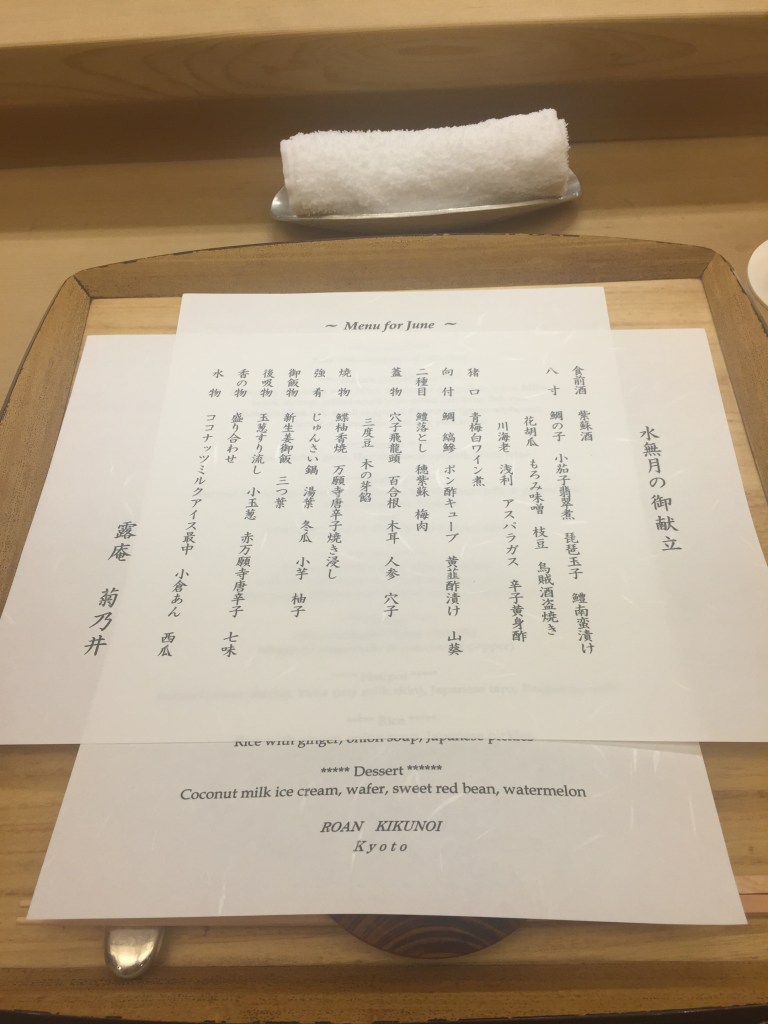 ~ Menu for June ~
水無月の御献立
食前酒 紫蘇酒
八寸 鯛の子 小茄子翡翠煮 琵琶玉子 鱧南蛮漬け
花胡瓜 もろみ味噌 枝豆 烏賊酒盗焼き
川海老 浅利 アスパラガス 辛子黄身酢
猪口 青梅白ワイン煮
向付 鯛 縞鯵 ポン酢キューブ 黄韮酢漬け 山葵
二種目 鱧落とし 穂紫蘇 梅肉
蓋物 穴子飛龍頭 百合根 木耳 人参 穴子
三度豆 木の芽餡
焼物 鰈柚香焼 万願寺唐辛子焼き浸し
強肴 じゅんさい鍋 湯葉 冬瓜 小芋 柚子
御飯物 新生姜御飯 三つ葉
後吸物 玉葱すり流し 小玉葱 赤万願寺唐辛子 七味
香の物 盛り合わせ
水物 ココナッツミルクアイス最中 小倉あん 西瓜
露庵 菊乃井
***** Rice *****
Rice with ginger, onion soup, japanese pickles
***** Dessert ******
Coconut milk ice cream, wafer, sweet red bean, watermelon
ROAN KIKUNOI
Kyoto